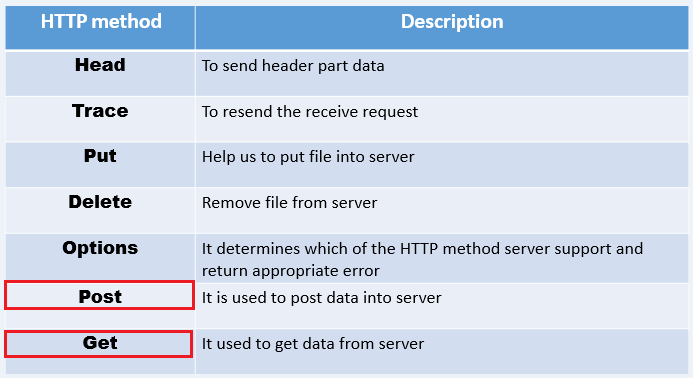 HTTP method Description
Head To send header part data
Trace To resend the receive request
Put Help us to put file into server
Delete Remove file from server
Options It determines which of the HTTP method server support and
return appropriate error
Post It is used to post data into server
Get It used to get data from server